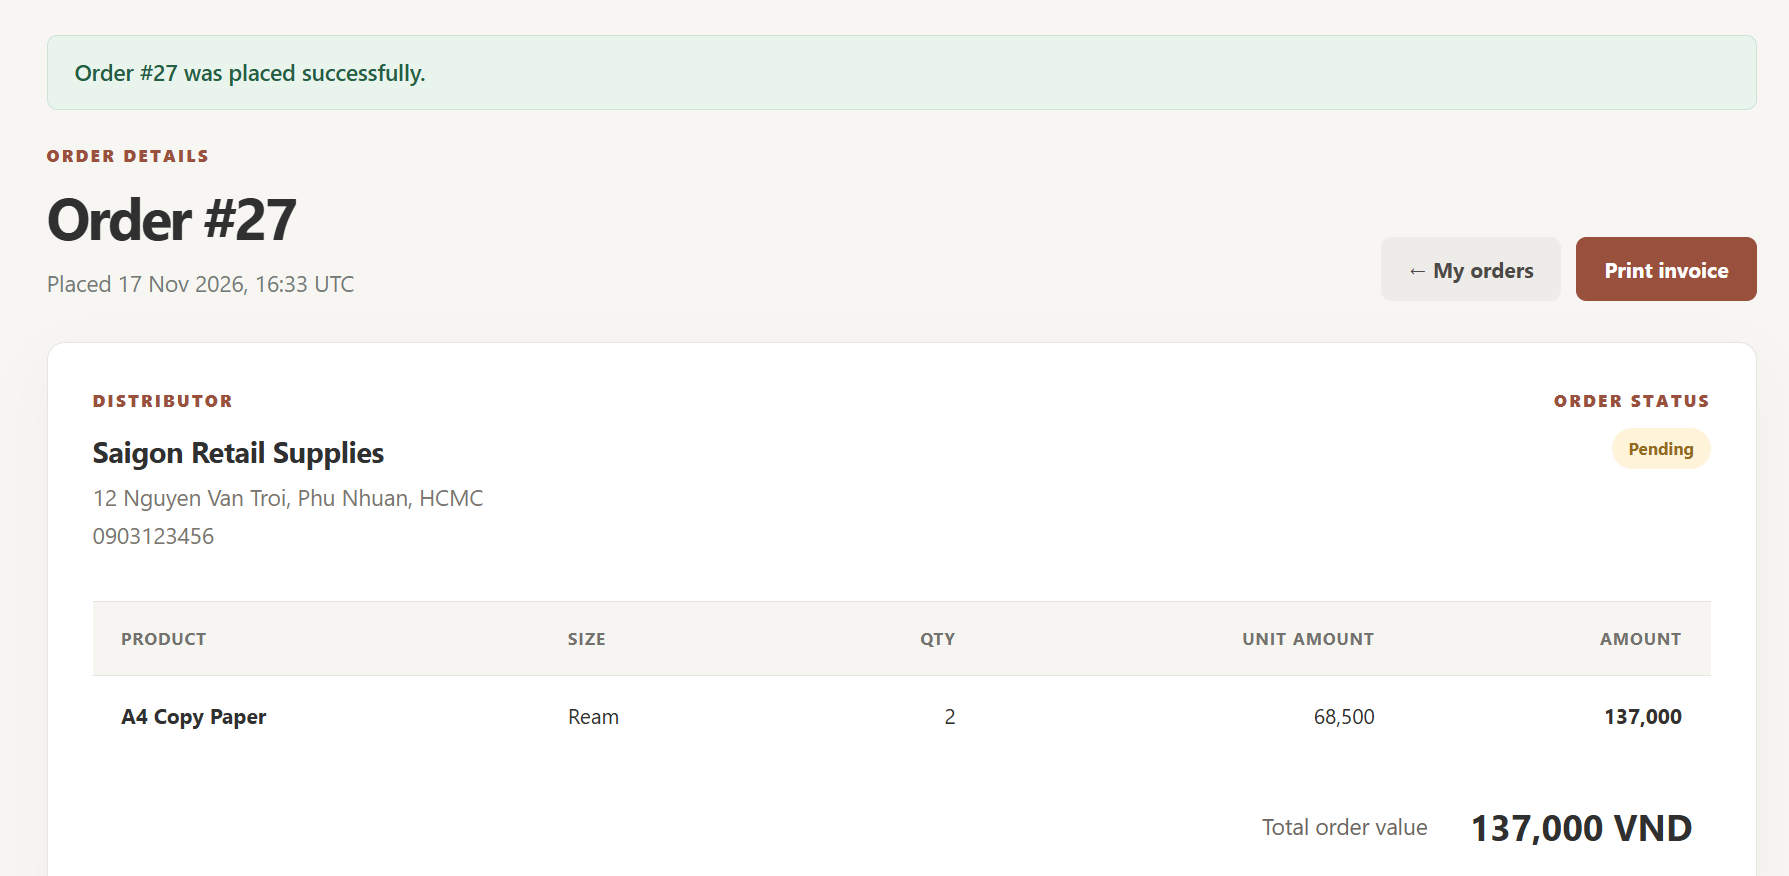 Order #27 was placed successfully.
ORDER DETAILS
Order #27
Placed 17 Nov 2026, 16:33 UTC
← My orders
Print invoice
DISTRIBUTOR
Saigon Retail Supplies
12 Nguyen Van Troi, Phu Nhuan, HCMC
0903123456
ORDER STATUS
Pending
PRODUCT SIZE QTY UNIT AMOUNT AMOUNT
A4 Copy Paper Ream 2 68,500 137,000
Total order value 137,000 VND